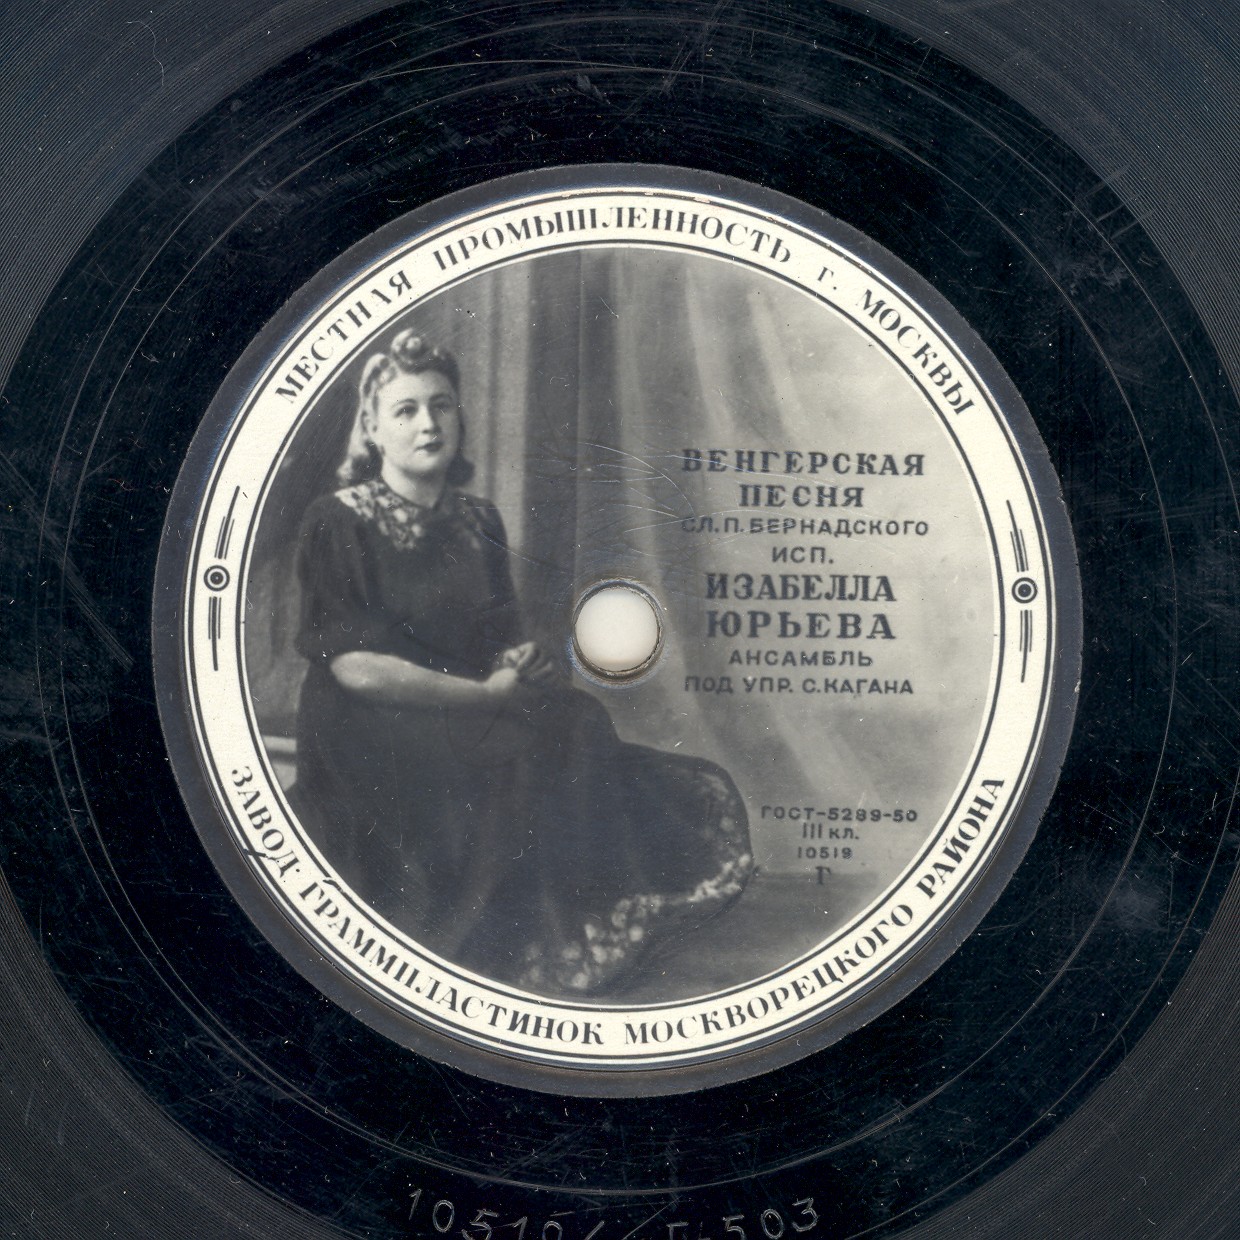 МЕСТНАЯ ПРОМЫШЛЕННОСТЬ г. МОСКВЫ
ВЕНГЕРСКАЯ
ПЕСНЯ
СЛ. П. БЕРНАДСКОГО
ИСП.
ИЗАБЕЛЛА
ЮРЬЕВА
АНСАМБЛЬ
ПОД УПР. С. КАГАНА
ГОСТ-5289-50
III кл.
10519
Г
ЗАВОД ГРАММПЛАСТИНОК МОСКВОРЕЦКОГО РАЙОНА